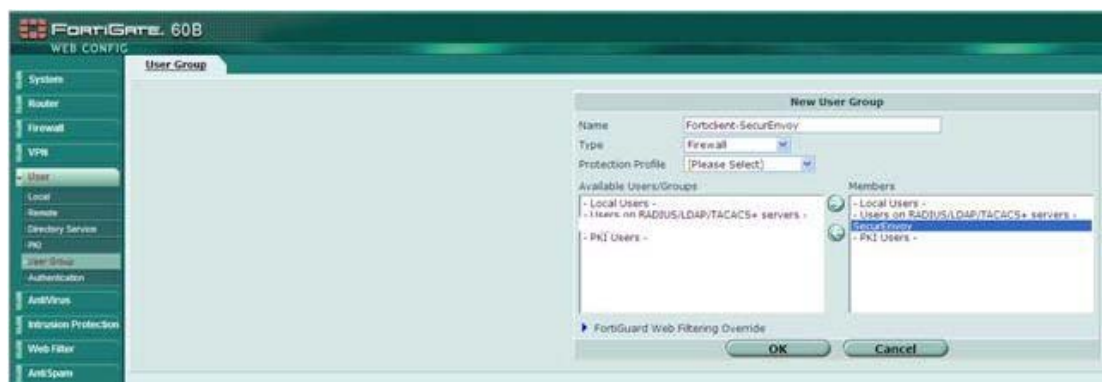 FORTIGATE. 60B
WEB CONFIG
User Group
System
Router
Firewall
VPN
User
Local
Remote
Directory Service
PKI
User Group
Authentication
AntiVirus
Intrusion Protection
Web Filter
AntiSpam
New User Group
Name Forticlient-SecurEnvoy
Type Firewall
Protection Profile [Please Select]
Available Users/Groups
- Local Users -
- Users on RADIUS/LDAP/TACACS+ servers -
- PKI Users -
Members
- Local Users -
- Users on RADIUS/LDAP/TACACS+ servers -
SecurEnvoy
- PKI Users -
FortiGuard Web Filtering Override
OK Cancel